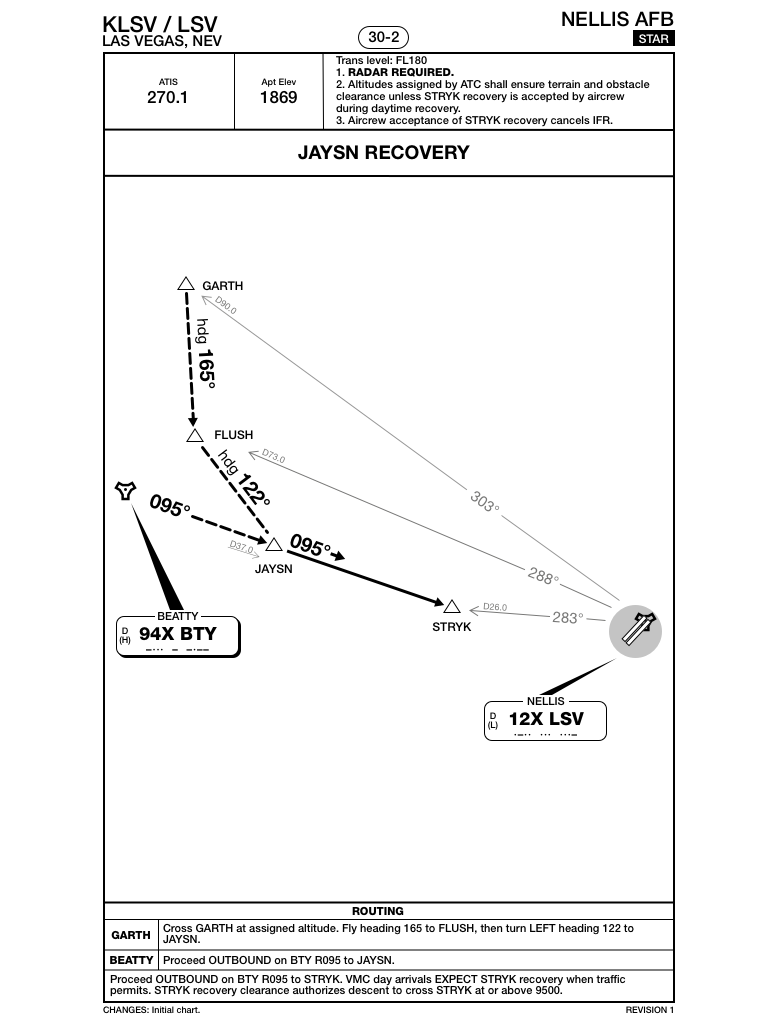 KLSV / LSV
LAS VEGAS, NEV
30-2
NELLIS AFB
STAR
ATIS
270.1
Apt Elev
1869
Trans level: FL180
1. RADAR REQUIRED.
2. Altitudes assigned by ATC shall ensure terrain and obstacle
clearance unless STRYK recovery is accepted by aircrew
during daytime recovery.
3. Aircrew acceptance of STRYK recovery cancels IFR.
JAYSN RECOVERY
GARTH
D90.0
hdg 165°
FLUSH
D73.0
hdg 122°
303°
095°
D37.0
095°
JAYSN
288°
D26.0
283°
STRYK
BEATTY
D
(H)
94X BTY
NELLIS
D
(L)
12X LSV
ROUTING
GARTH
Cross GARTH at assigned altitude. Fly heading 165 to FLUSH, then turn LEFT heading 122 to
JAYSN.
BEATTY
Proceed OUTBOUND on BTY R095 to JAYSN.
Proceed OUTBOUND on BTY R095 to STRYK. VMC day arrivals EXPECT STRYK recovery when traffic
permits. STRYK recovery clearance authorizes descent to cross STRYK at or above 9500.
CHANGES: Initial chart.
REVISION 1